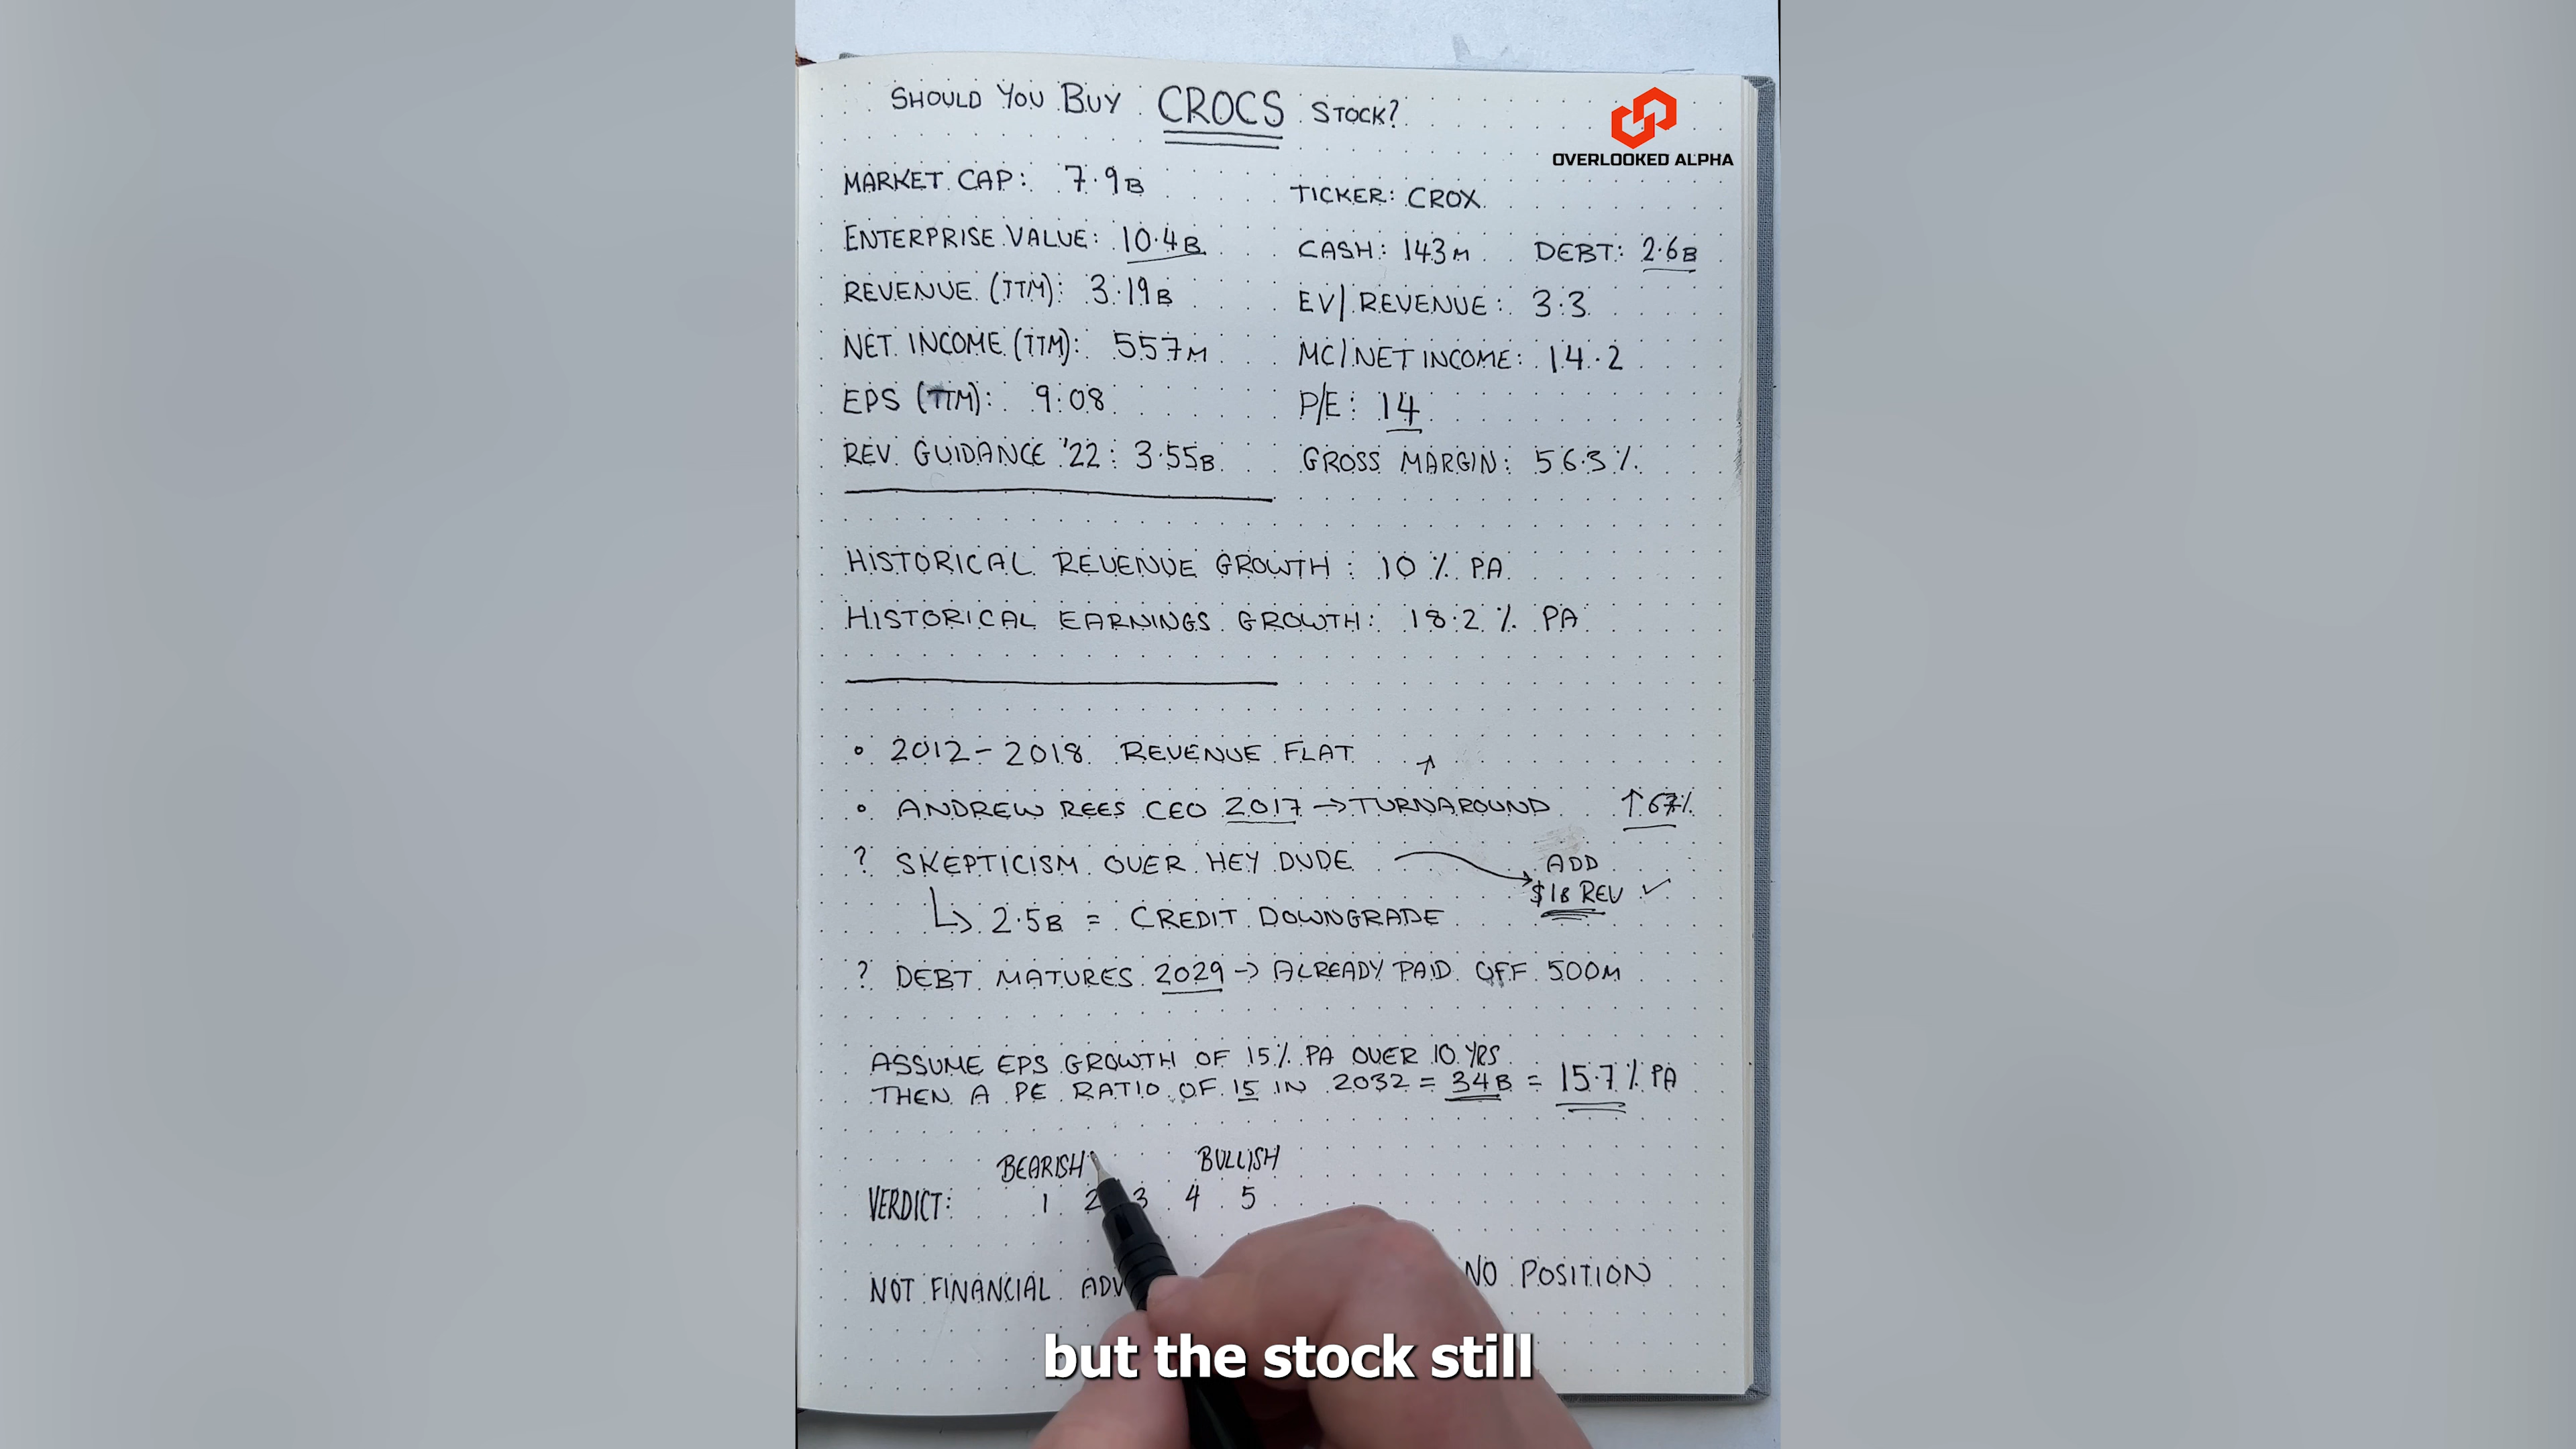 SHOULD YOU BUY CROCS STOCK?
OVERLOOKED ALPHA
MARKET CAP: 7.9B
TICKER: CROX
ENTERPRISE VALUE: 10.4B
CASH: 143M DEBT: 2.6B
REVENUE (TTM): 3.19B
EV/REVENUE: 3.3
NET INCOME (TTM): 557M
MC/NET INCOME: 14.2
EPS (TTM): 9.08
P/E: 14
REV. GUIDANCE '22: 3.55B
GROSS MARGIN: 56.3%
HISTORICAL REVENUE GROWTH: 10% PA
HISTORICAL EARNINGS GROWTH: 18.2% PA
• 2012-2018 REVENUE FLAT ↑
• ANDREW REES CEO 2017 → TURNAROUND ↑67%
? SKEPTICISM OVER HEY DUDE → ADD
$1B REV ✓
↳ 2.5B = CREDIT DOWNGRADE
? DEBT MATURES 2029 → ALREADY PAID OFF 500M
ASSUME EPS GROWTH OF 15% PA OVER 10 YRS
THEN A PE RATIO OF 15 IN 2032 = 34B = 15.7% PA
BEARISH BULLISH
VERDICT: 1 2 3 4 5
NOT FINANCIAL ADV NO POSITION
but the stock still